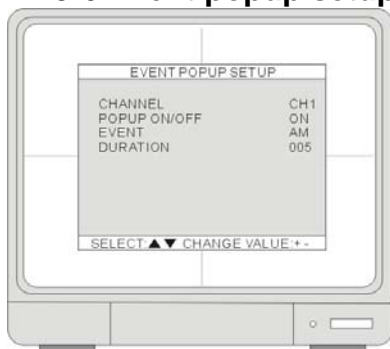 EVENT POPUP SETUP
CHANNEL CH1
POPUP ON/OFF ON
EVENT AM
DURATION 005
SELECT:▲▼ CHANGE VALUE:+ -